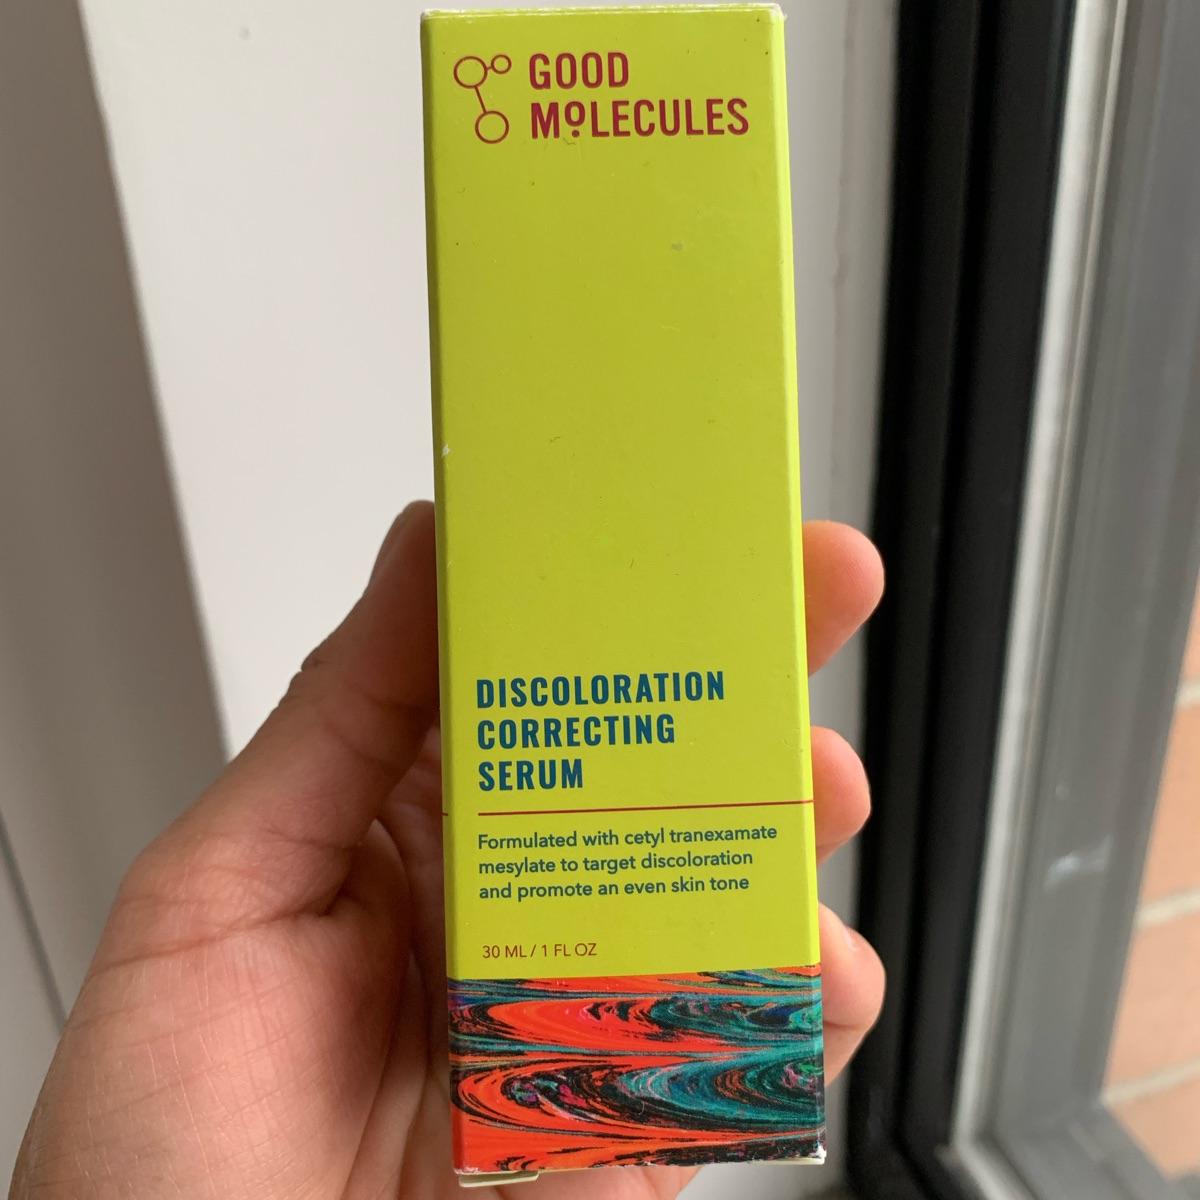 GOOD
MOLECULES
DISCOLORATION
CORRECTING
SERUM
Formulated with cetyl tranexamate
mesylate to target discoloration
and promote an even skin tone
30 ML / 1 FL OZ